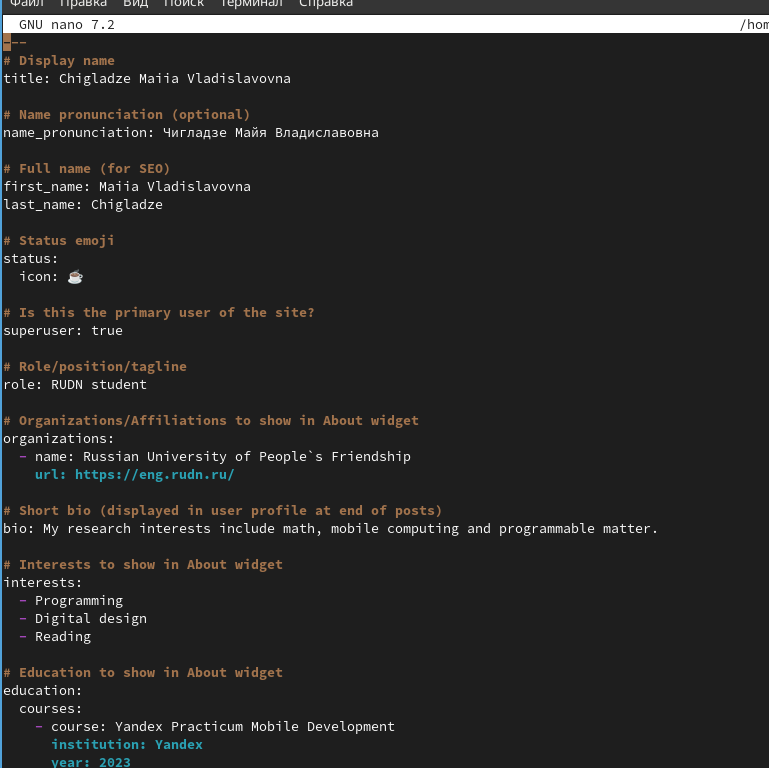 Файл Правка Вид Поиск Терминал Справка
GNU nano 7.2 /hom
---
# Display name
title: Chigladze Maiia Vladislavovna
# Name pronunciation (optional)
name_pronunciation: Чигладзе Майя Владиславовна
# Full name (for SEO)
first_name: Maiia Vladislavovna
last_name: Chigladze
# Status emoji
status:
icon: ☕
# Is this the primary user of the site?
superuser: true
# Role/position/tagline
role: RUDN student
# Organizations/Affiliations to show in About widget
organizations:
- name: Russian University of People`s Friendship
url: https://eng.rudn.ru/
# Short bio (displayed in user profile at end of posts)
bio: My research interests include math, mobile computing and programmable matter.
# Interests to show in About widget
interests:
- Programming
- Digital design
- Reading
# Education to show in About widget
education:
courses:
- course: Yandex Practicum Mobile Development
institution: Yandex
year: 2023